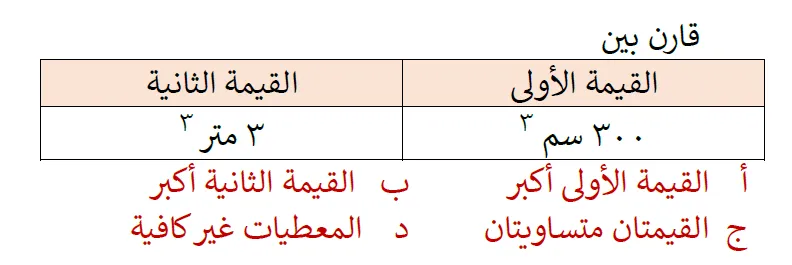 قارن بين
القيمة الأولى القيمة الثانية
٣٠٠ سم ٣ ٣ متر ٣
أ القيمة الأولى أكبر ب القيمة الثانية أكبر
ج القيمتان متساويتان د المعطيات غير كافية